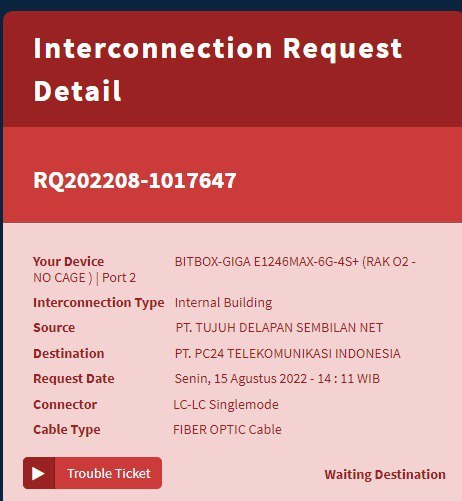 Interconnection Request
Detail
RQ202208-1017647
Your Device BITBOX-GIGA E1246MAX-6G-4S+ (RAK O2 -
NO CAGE ) | Port 2
Interconnection Type Internal Building
Source PT. TUJUH DELAPAN SEMBILAN NET
Destination PT. PC24 TELEKOMUNIKASI INDONESIA
Request Date Senin, 15 Agustus 2022 - 14 : 11 WIB
Connector LC-LC Singlemode
Cable Type FIBER OPTIC Cable
Trouble Ticket Waiting Destination